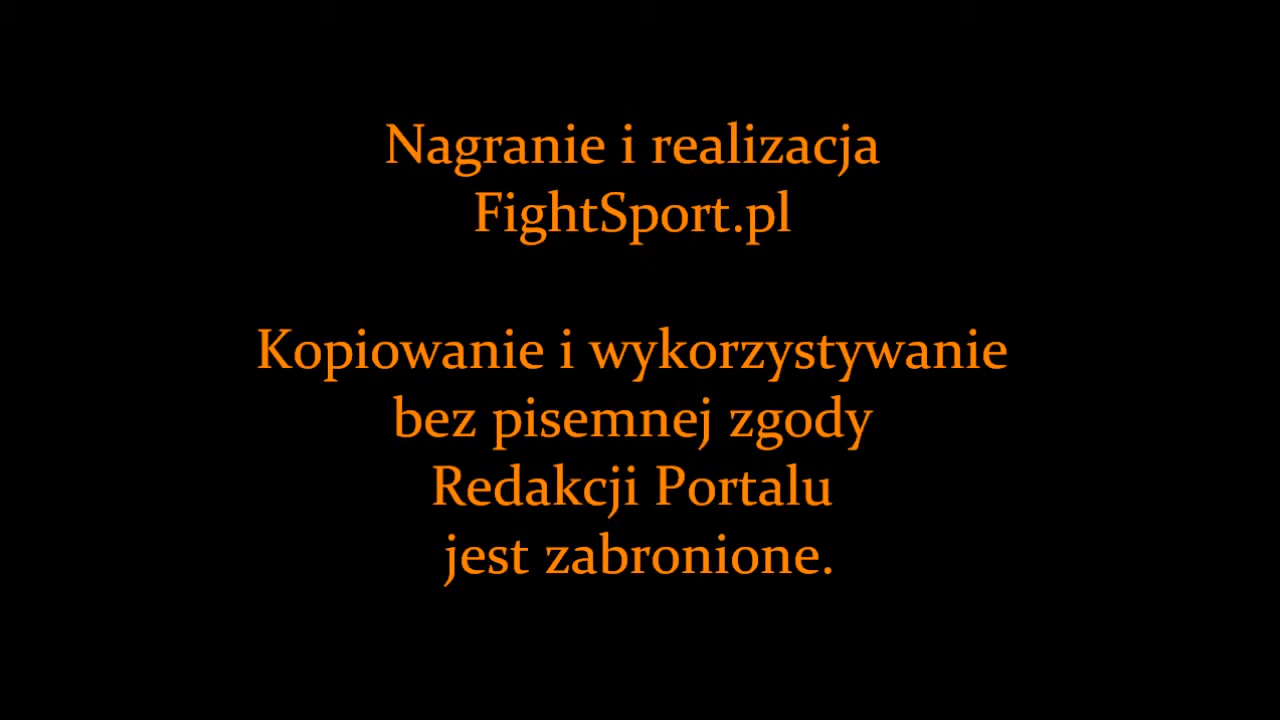 Nagranie i realizacja
FightSport.pl
Kopiowanie i wykorzystywanie
bez pisemnej zgody
Redakcji Portalu
jest zabronione.